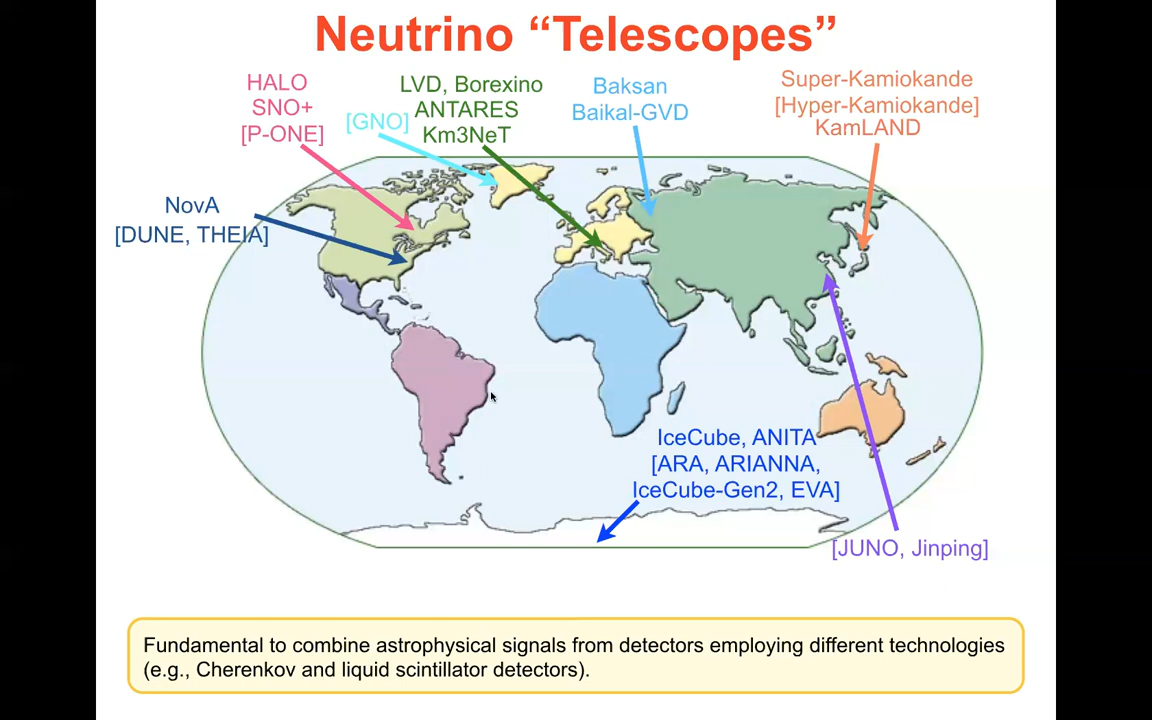 Neutrino “Telescopes”
HALO
SNO+
[P-ONE]
[GNO]
LVD, Borexino
ANTARES
Km3NeT
Baksan
Baikal-GVD
Super-Kamiokande
[Hyper-Kamiokande]
KamLAND
NovA
[DUNE, THEIA]
IceCube, ANITA
[ARA, ARIANNA,
IceCube-Gen2, EVA]
[JUNO, Jinping]
Fundamental to combine astrophysical signals from detectors employing different technologies
(e.g., Cherenkov and liquid scintillator detectors).